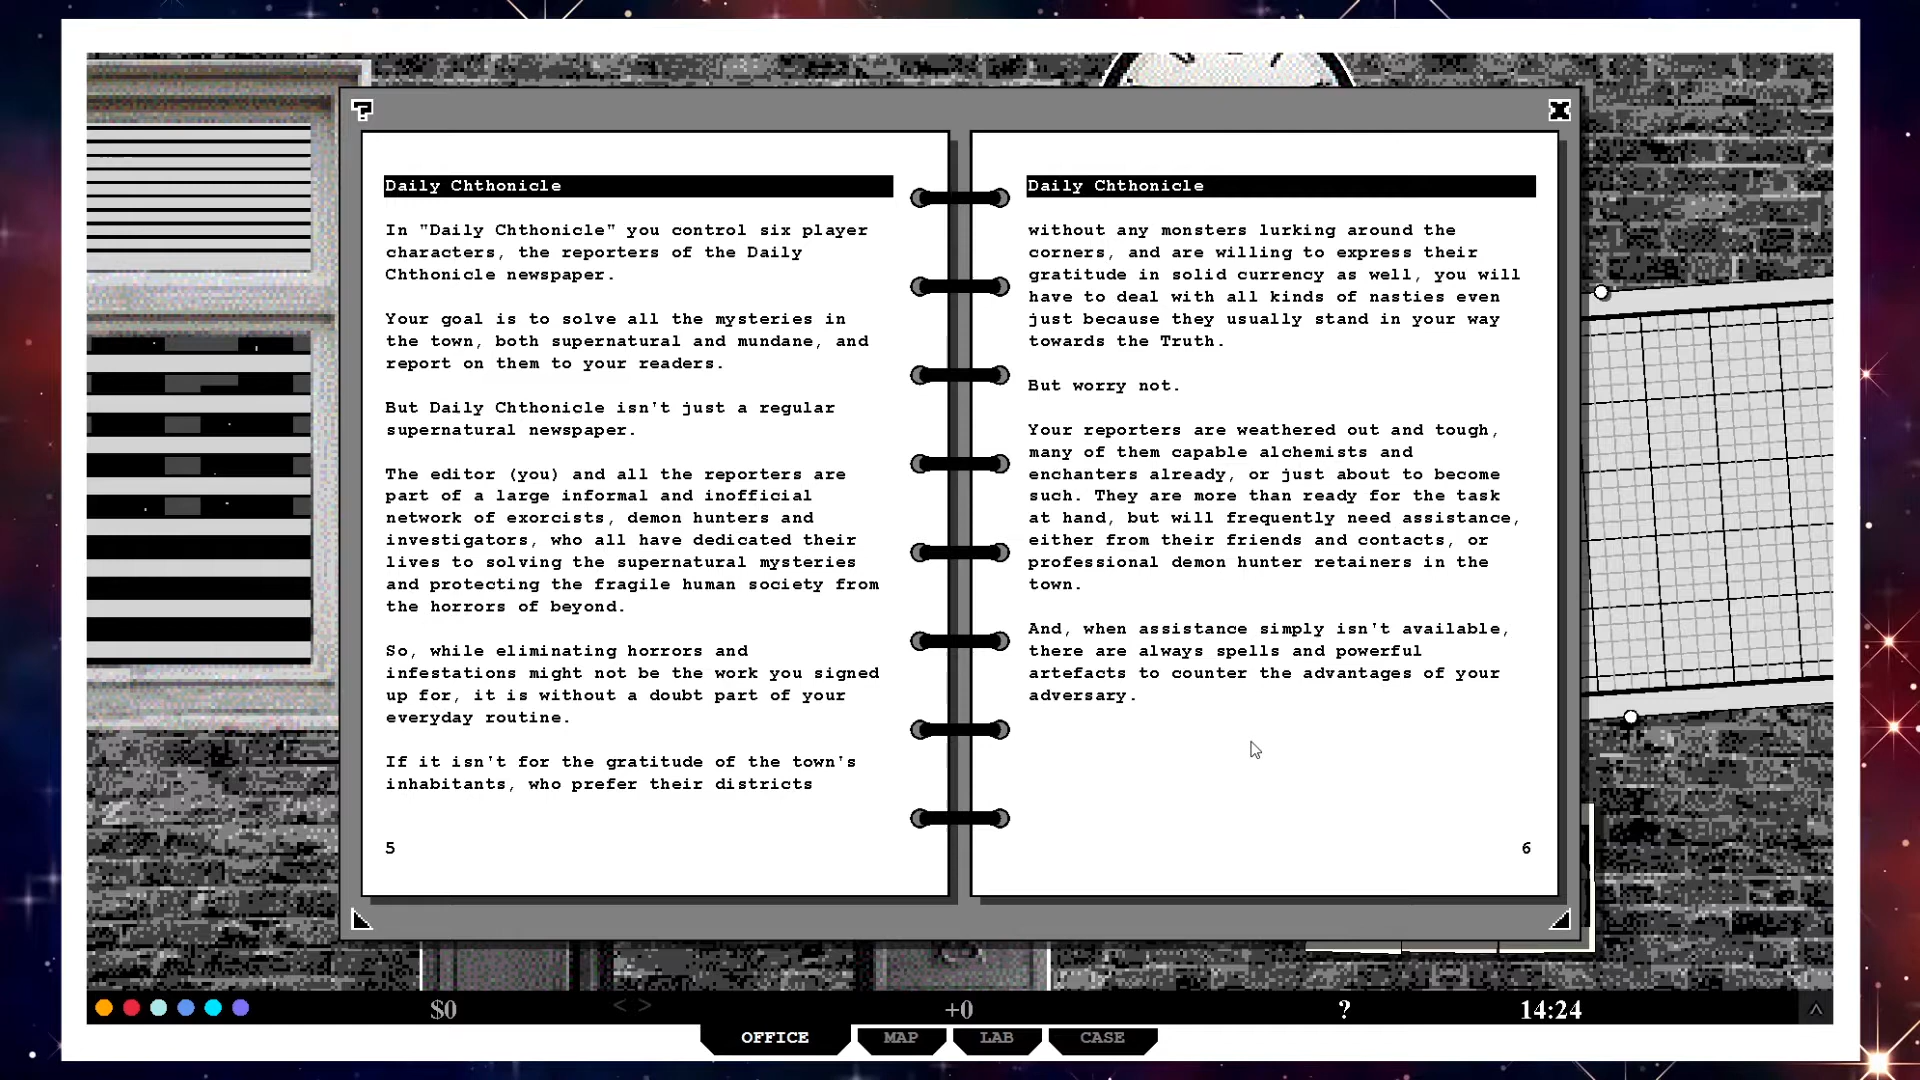 Daily Chthonicle
In "Daily Chthonicle" you control six player
characters, the reporters of the Daily
Chthonicle newspaper.
Your goal is to solve all the mysteries in
the town, both supernatural and mundane, and
report on them to your readers.
But Daily Chthonicle isn't just a regular
supernatural newspaper.
The editor (you) and all the reporters are
part of a large informal and inofficial
network of exorcists, demon hunters and
investigators, who all have dedicated their
lives to solving the supernatural mysteries
and protecting the fragile human society from
the horrors of beyond.
So, while eliminating horrors and
infestations might not be the work you signed
up for, it is without a doubt part of your
everyday routine.
If it isn't for the gratitude of the town's
inhabitants, who prefer their districts
5
Daily Chthonicle
without any monsters lurking around the
corners, and are willing to express their
gratitude in solid currency as well, you will
have to deal with all kinds of nasties even
just because they usually stand in your way
towards the Truth.
But worry not.
Your reporters are weathered out and tough,
many of them capable alchemists and
enchanters already, or just about to become
such. They are more than ready for the task
at hand, but will frequently need assistance,
either from their friends and contacts, or
professional demon hunter retainers in the
town.
And, when assistance simply isn't available,
there are always spells and powerful
artefacts to counter the advantages of your
adversary.
6
$0 < > +0 ? 14:24 ^
OFFICE MAP LAB CASE